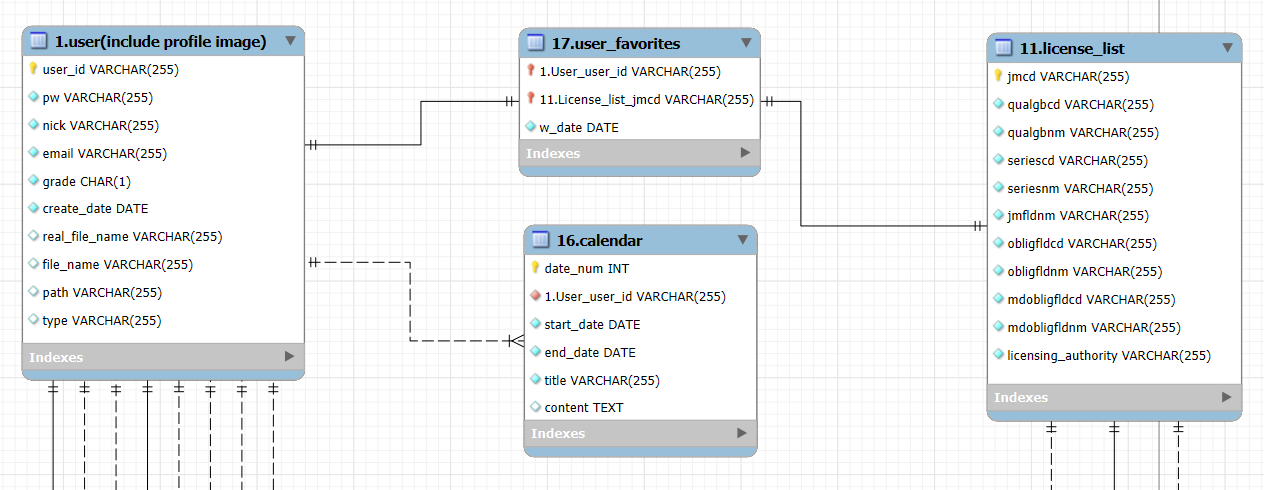 1.user(include profile image)
user_id VARCHAR(255)
pw VARCHAR(255)
nick VARCHAR(255)
email VARCHAR(255)
grade CHAR(1)
create_date DATE
real_file_name VARCHAR(255)
file_name VARCHAR(255)
path VARCHAR(255)
type VARCHAR(255)
Indexes
17.user_favorites
1.User_user_id VARCHAR(255)
11.License_list_jmcd VARCHAR(255)
w_date DATE
Indexes
16.calendar
date_num INT
1.User_user_id VARCHAR(255)
start_date DATE
end_date DATE
title VARCHAR(255)
content TEXT
Indexes
11.license_list
jmcd VARCHAR(255)
qualgbcd VARCHAR(255)
qualgbnm VARCHAR(255)
seriescd VARCHAR(255)
seriesnm VARCHAR(255)
jmfldnm VARCHAR(255)
obligfldcd VARCHAR(255)
obligfldnm VARCHAR(255)
mdobligfldcd VARCHAR(255)
mdobligfldnm VARCHAR(255)
licensing_authority VARCHAR(255)
Indexes